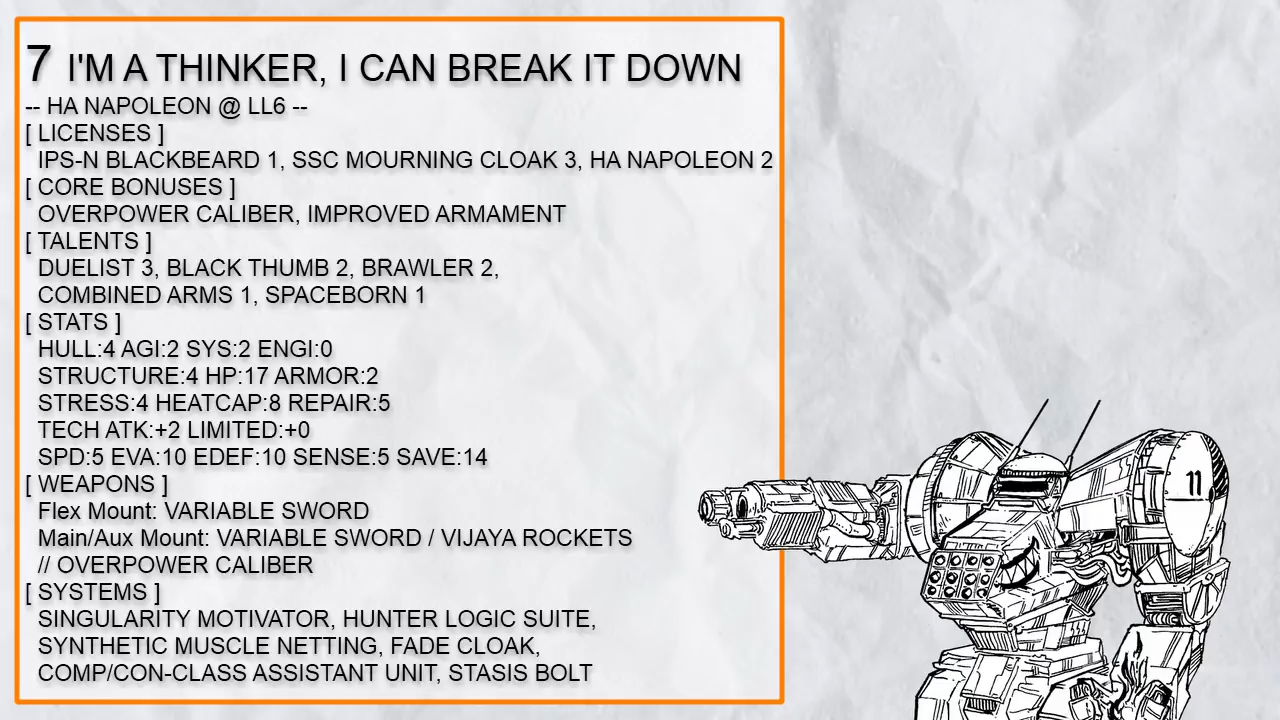 7 I'M A THINKER, I CAN BREAK IT DOWN
-- HA NAPOLEON @ LL6 --
[ LICENSES ]
IPS-N BLACKBEARD 1, SSC MOURNING CLOAK 3, HA NAPOLEON 2
[ CORE BONUSES ]
OVERPOWER CALIBER, IMPROVED ARMAMENT
[ TALENTS ]
DUELIST 3, BLACK THUMB 2, BRAWLER 2,
COMBINED ARMS 1, SPACEBORN 1
[ STATS ]
HULL:4 AGI:2 SYS:2 ENGI:0
STRUCTURE:4 HP:17 ARMOR:2
STRESS:4 HEATCAP:8 REPAIR:5
TECH ATK:+2 LIMITED:+0
SPD:5 EVA:10 EDEF:10 SENSE:5 SAVE:14
[ WEAPONS ]
Flex Mount: VARIABLE SWORD
Main/Aux Mount: VARIABLE SWORD / VIJAYA ROCKETS
// OVERPOWER CALIBER
[ SYSTEMS ]
SINGULARITY MOTIVATOR, HUNTER LOGIC SUITE,
SYNTHETIC MUSCLE NETTING, FADE CLOAK,
COMP/CON-CLASS ASSISTANT UNIT, STASIS BOLT
11